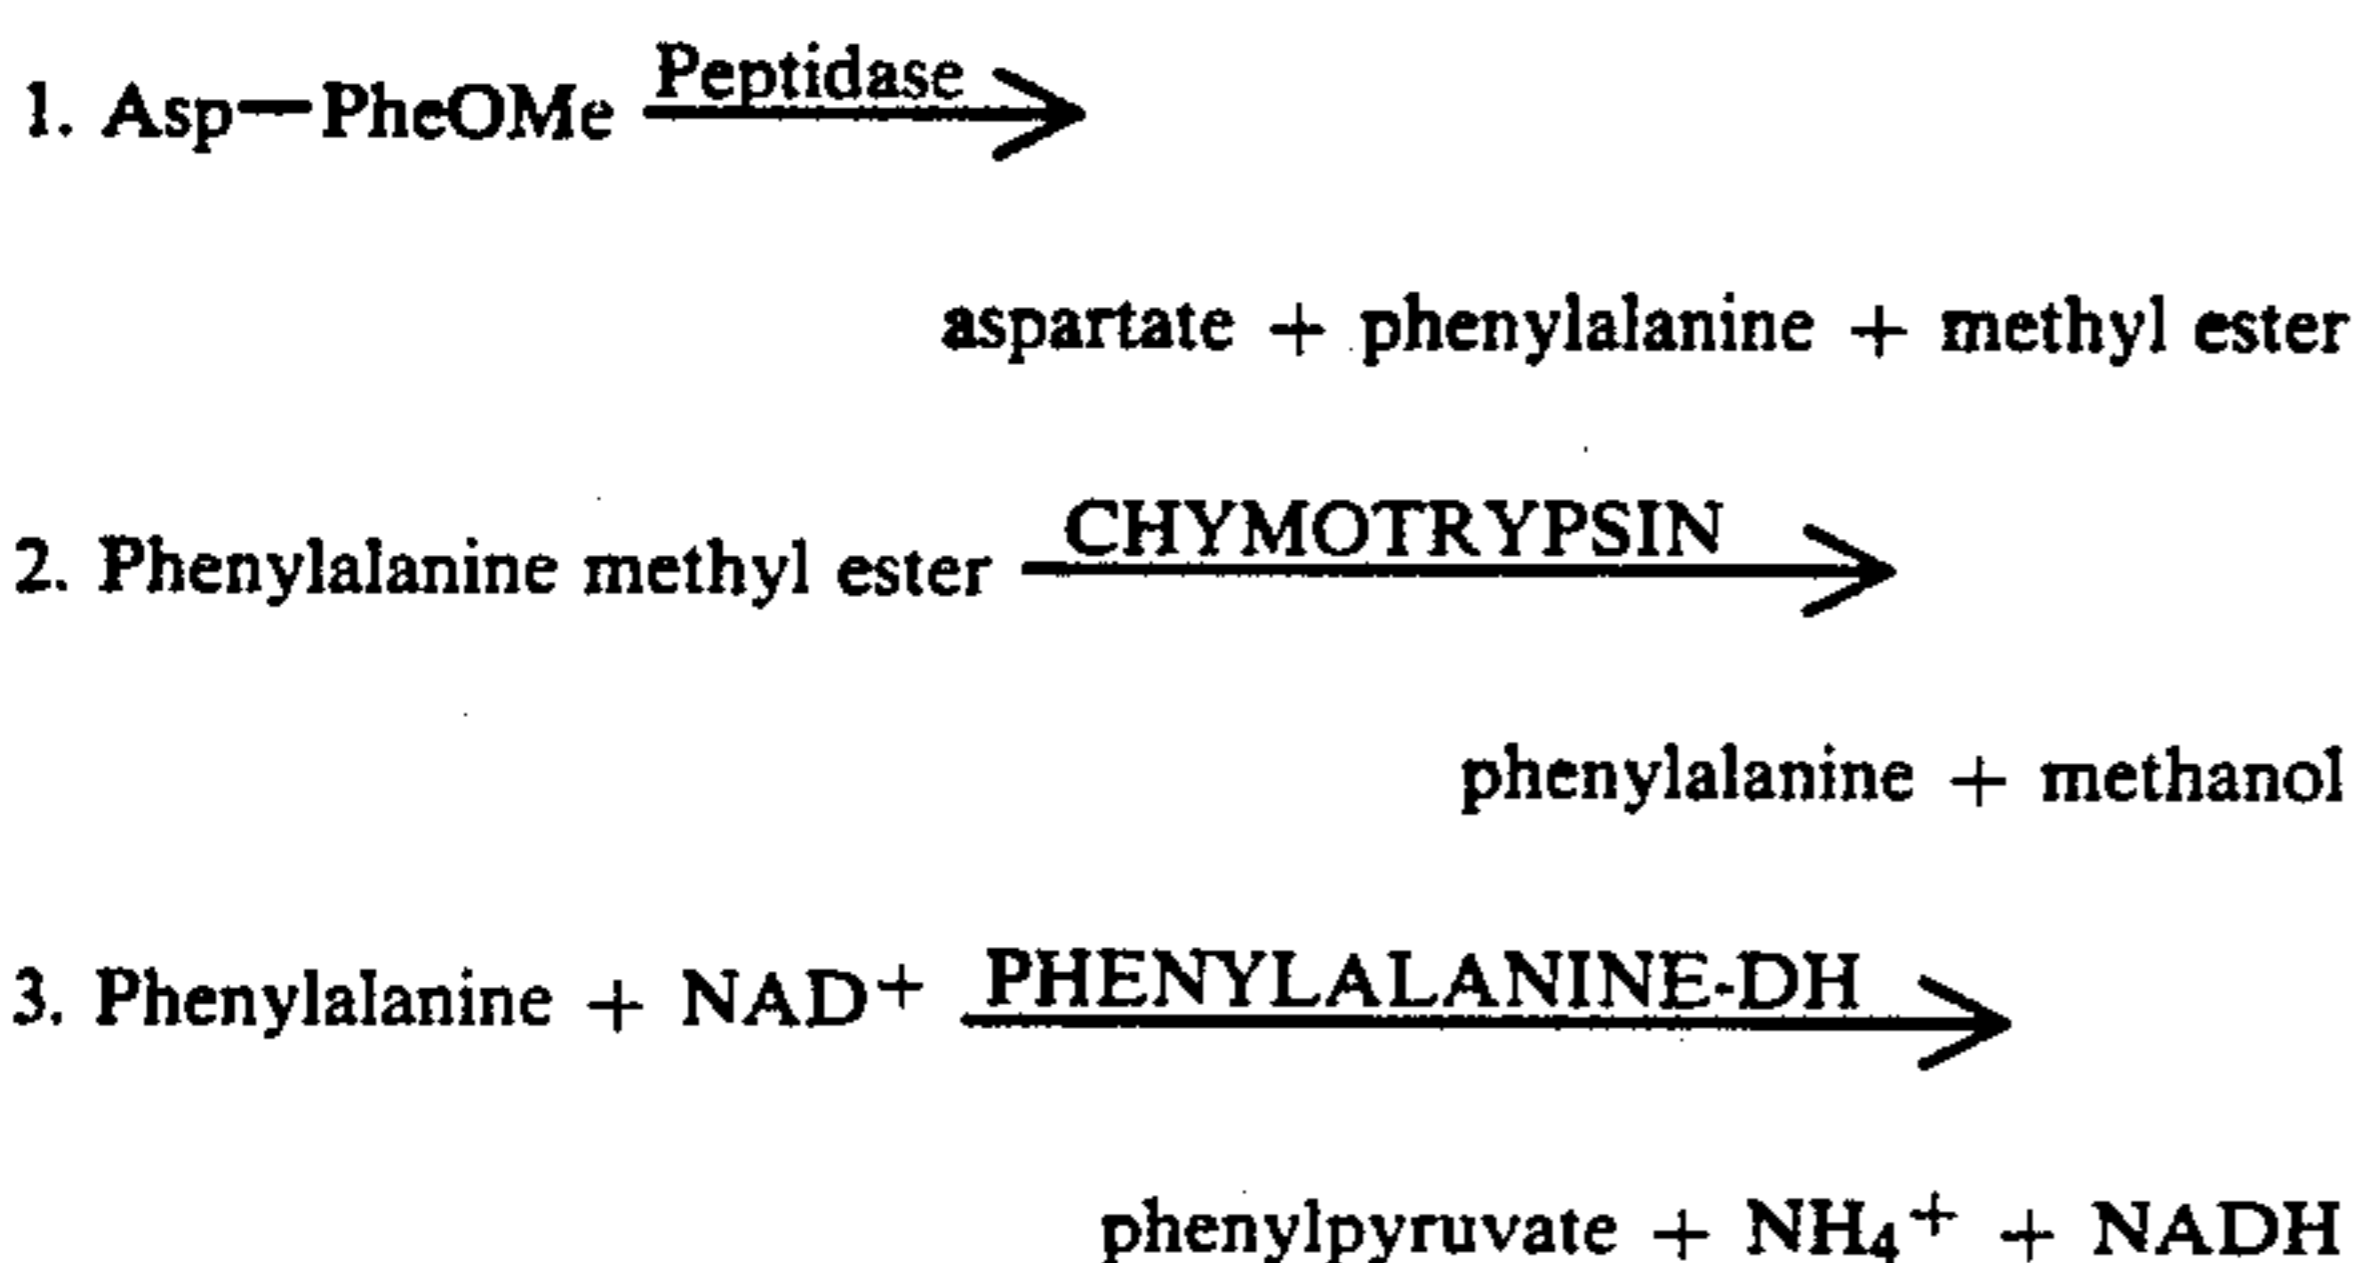 1. Asp—PheOMe Peptidase
aspartate + phenylalanine + methyl ester
2. Phenylalanine methyl ester CHYMOTRYPSIN
phenylalanine + methanol
3. Phenylalanine + NAD⁺ PHENYLALANINE-DH
phenylpyruvate + NH₄⁺ + NADH